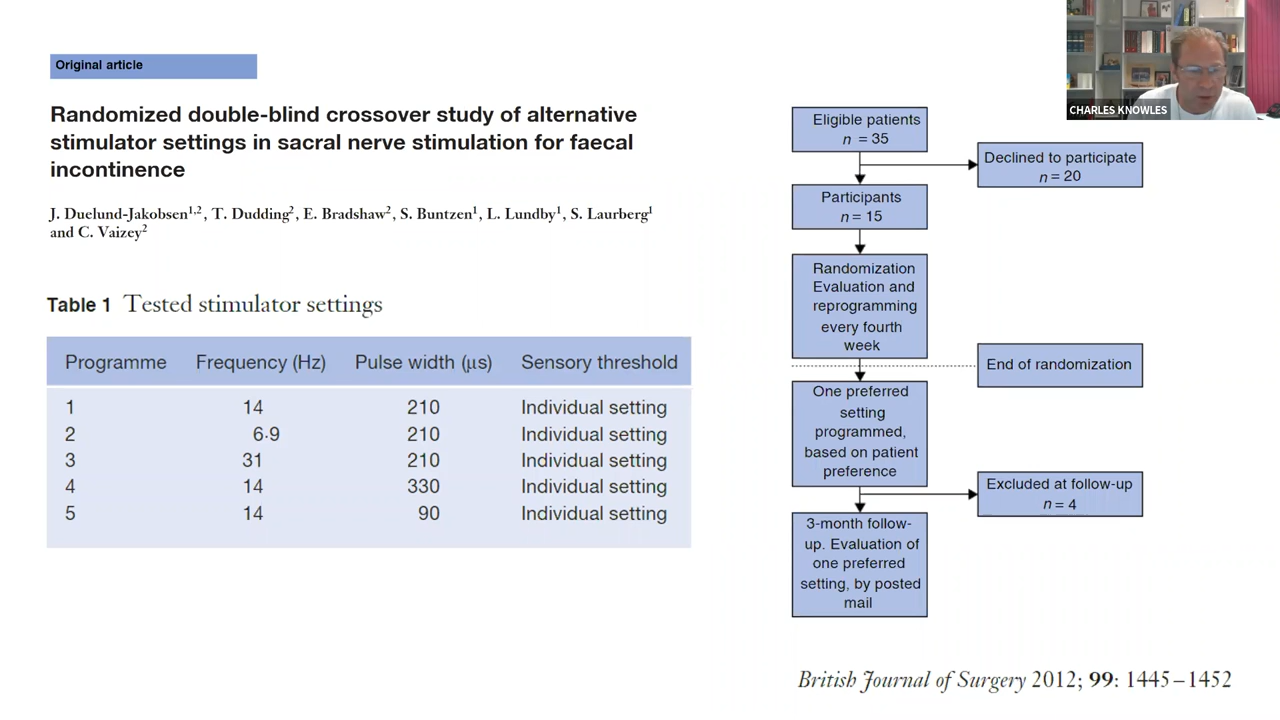 Original article
Randomized double-blind crossover study of alternative
stimulator settings in sacral nerve stimulation for faecal
incontinence
J. Duelund-Jakobsen1,2, T. Dudding2, E. Bradshaw2, S. Buntzen1, L. Lundby1, S. Laurberg1
and C. Vaizey2
Table 1 Tested stimulator settings
Programme Frequency (Hz) Pulse width (μs) Sensory threshold
1 14 210 Individual setting
2 6·9 210 Individual setting
3 31 210 Individual setting
4 14 330 Individual setting
5 14 90 Individual setting
CHARLES KNOWLES
Eligible patients
n = 35
Declined to participate
n = 20
Participants
n = 15
Randomization
Evaluation and
reprogramming
every fourth
week
End of randomization
One preferred
setting
programmed,
based on patient
preference
Excluded at follow-up
n = 4
3-month follow-
up. Evaluation of
one preferred
setting, by posted
mail
British Journal of Surgery 2012; 99: 1445–1452